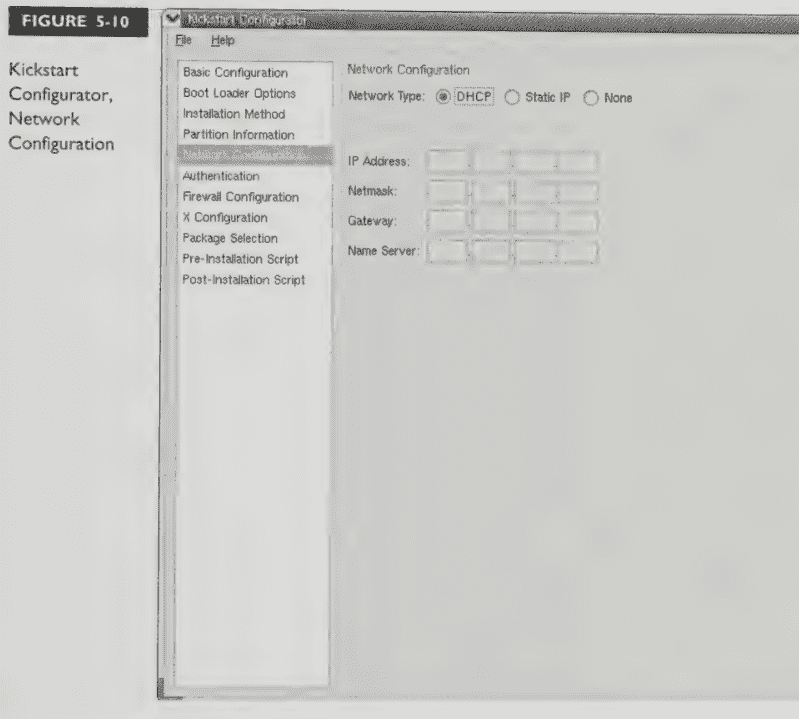 FIGURE 5-10
Kickstart
Configurator,
Network
Configuration
Kickstart Configurator
File Help
Basic Configuration
Boot Loader Options
Installation Method
Partition Information
Network Configuration
Authentication
Firewall Configuration
X Configuration
Package Selection
Pre-Installation Script
Post-Installation Script
Network Configuration
Network Type: DHCP Static IP None
IP Address:
Netmask:
Gateway:
Name Server: